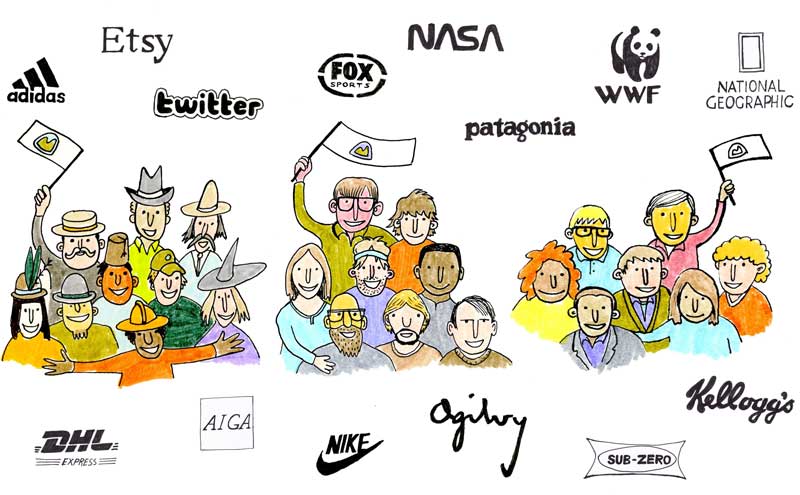 Etsy
NASA
adidas
twitter
FOX
SPORTS
WWF
NATIONAL
GEOGRAPHIC
patagonia
DHL
EXPRESS
AIGA
NIKE
Ogilvy
SUB-ZERO
Kellogg's